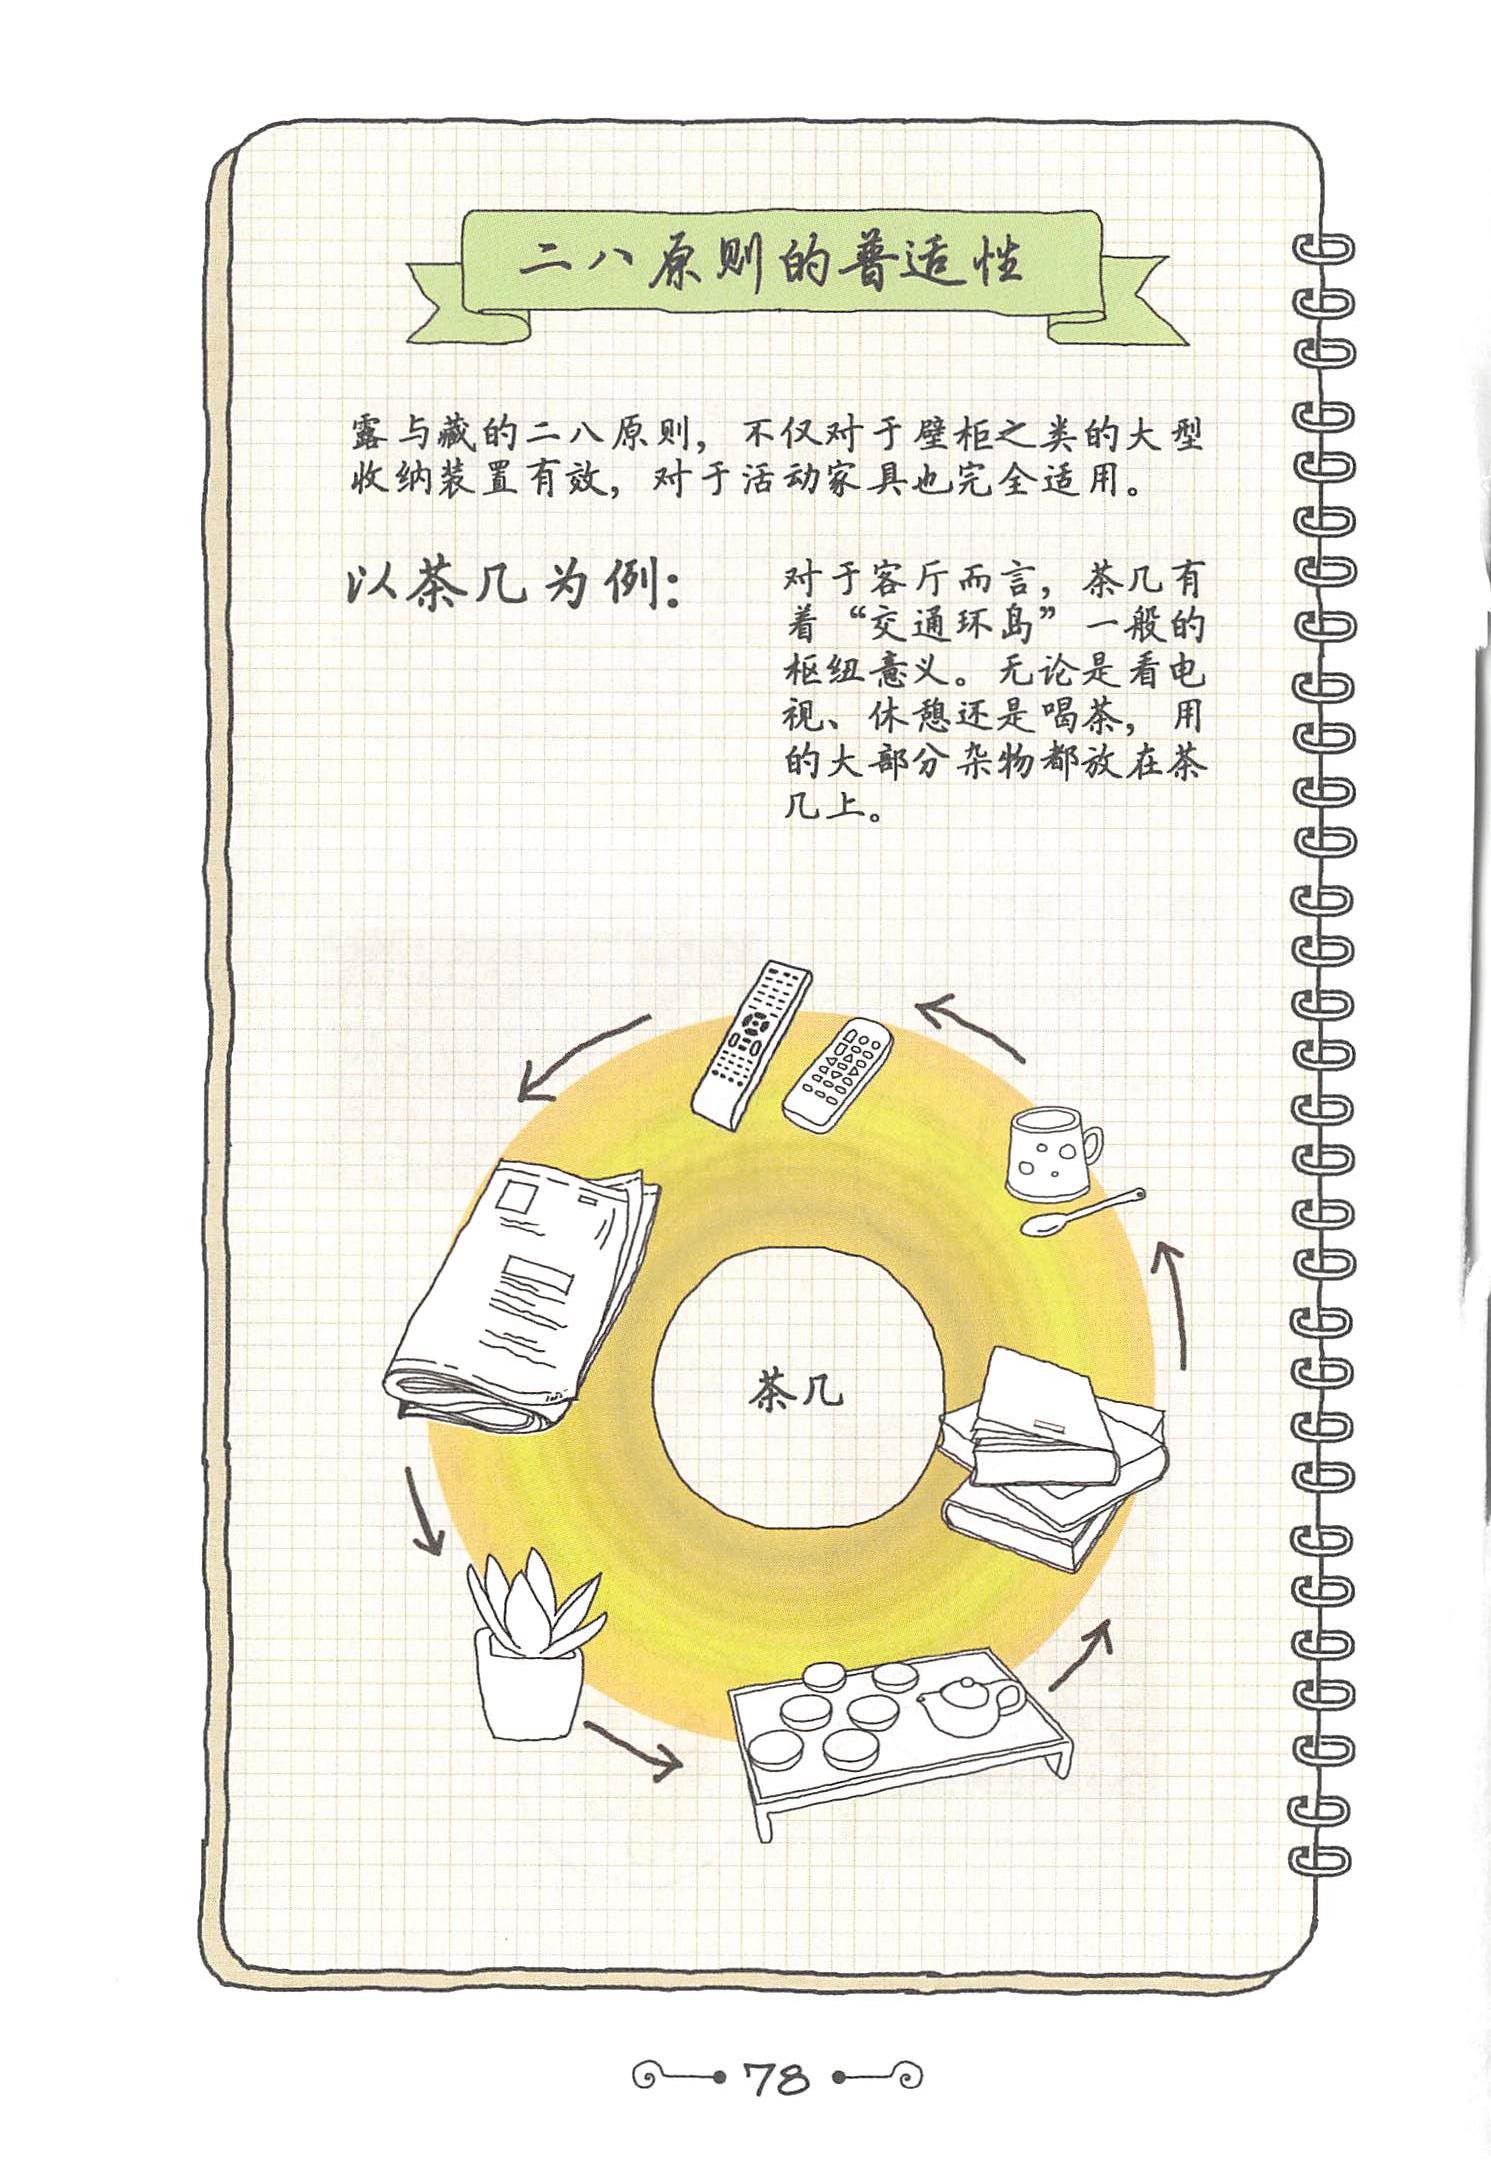 二八原则的普适性
露与藏的二八原则，不仅对于壁柜之类的大型
收纳装置有效，对于活动家具也完全适用。
以茶几为例：
对于客厅而言，茶几有
着“交通环岛”一般的
枢纽意义。无论是看电
视、休憩还是喝茶，用
的大部分杂物都放在茶
几上。
茶几
78